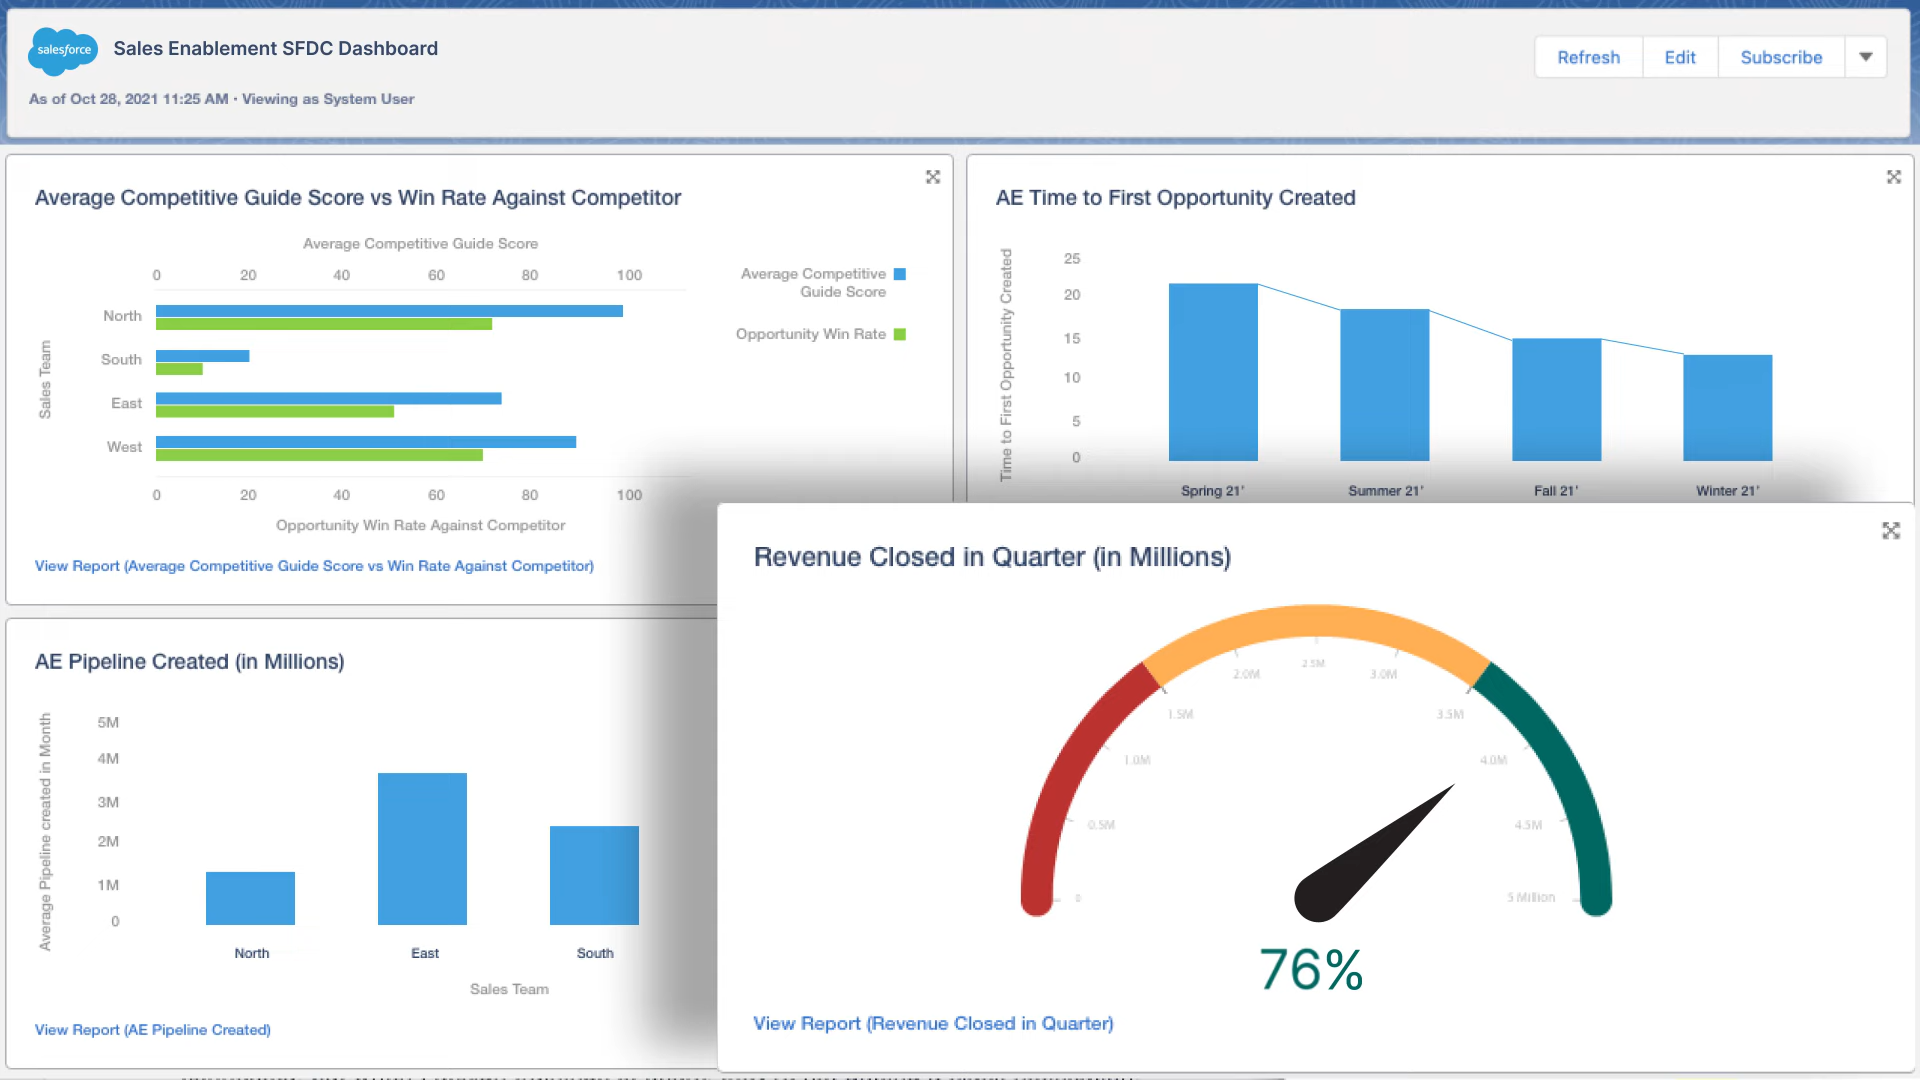 salesforce
Sales Enablement SFDC Dashboard
As of Oct 28, 2021 11:25 AM · Viewing as System User
Refresh
Edit
Subscribe
Average Competitive Guide Score vs Win Rate Against Competitor
Average Competitive Guide Score
0 20 40 60 80 100
Sales Team
North
South
East
West
0 20 40 60 80 100
Opportunity Win Rate Against Competitor
Average Competitive
Guide Score
Opportunity Win Rate
View Report (Average Competitive Guide Score vs Win Rate Against Competitor)
AE Time to First Opportunity Created
Time to First Opportunity Created
25
20
15
10
5
0
Spring 21' Summer 21' Fall 21' Winter 21'
AE Pipeline Created (in Millions)
Average Pipeline created in Month
5M
4M
3M
2M
1M
0
North East South
Sales Team
View Report (AE Pipeline Created)
Revenue Closed in Quarter (in Millions)
0
0.5M
1.0M
1.5M
2.0M
2.5M
3.0M
3.5M
4.0M
4.5M
5 Million
76%
View Report (Revenue Closed in Quarter)